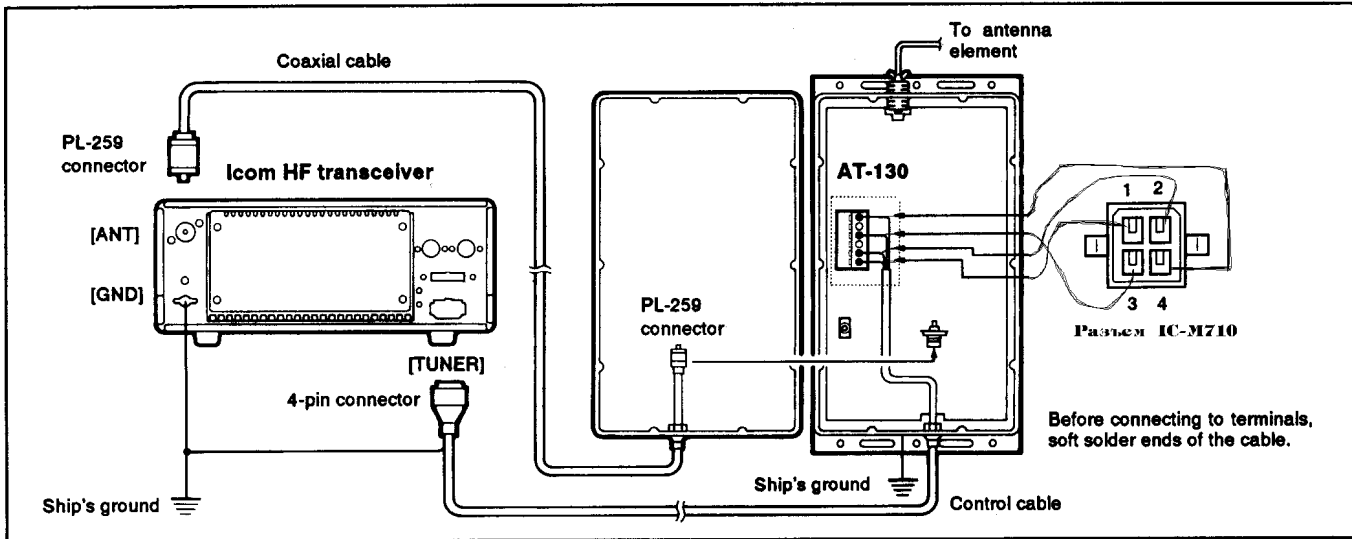 To antenna
element
Coaxial cable
PL-259
connector
Icom HF transceiver
AT-130
1 2
[ANT]
[GND]
PL-259
connector
3 4
Разъем IC-M710
[TUNER]
4-pin connector
Before connecting to terminals,
soft solder ends of the cable.
Ship's ground
Ship's ground
Control cable